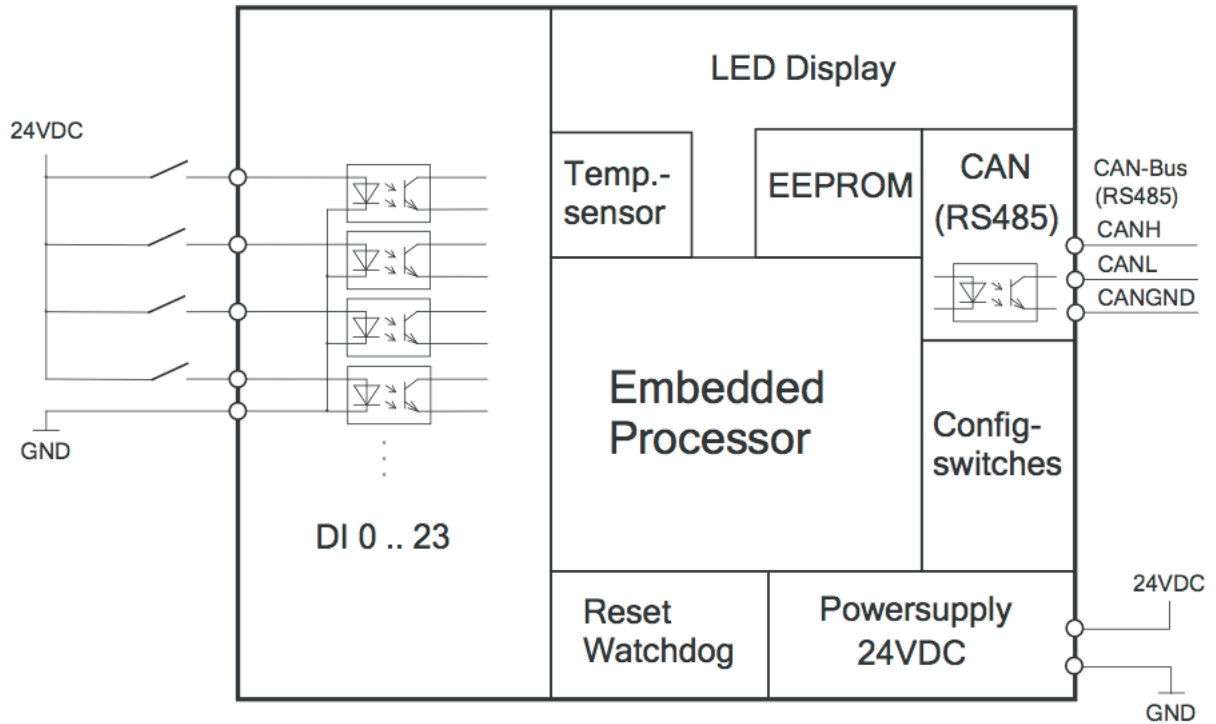 LED Display
24VDC
Temp.-
sensor
EEPROM
CAN
(RS485)
CAN-Bus
(RS485)
CANH
CANL
CANGND
Embedded
Processor
Config-
switches
GND
DI 0 .. 23
Reset
Watchdog
Powersupply
24VDC
24VDC
GND